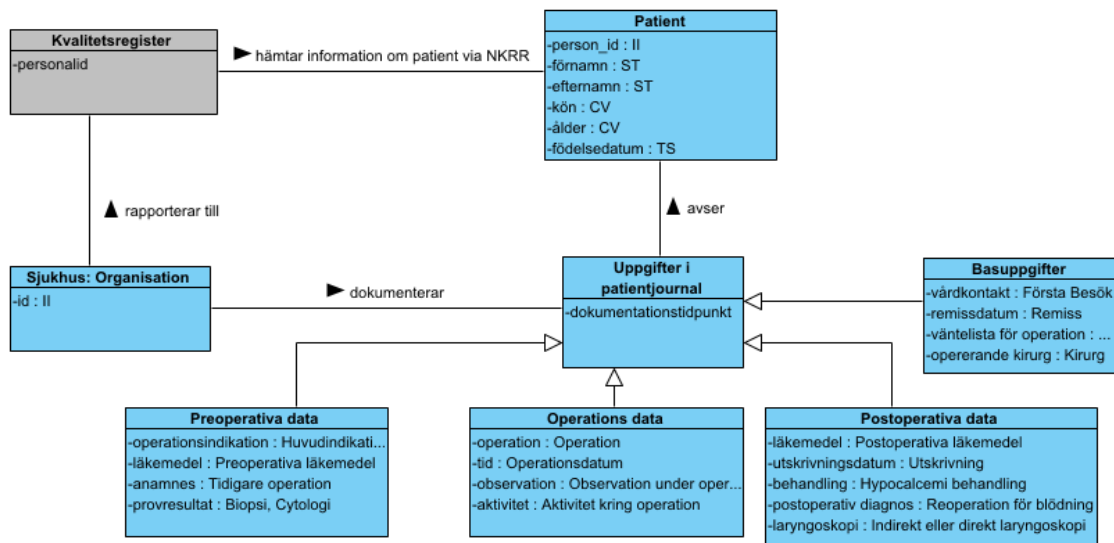 Kvalitetsregister
-personalid
hämtar information om patient via NKRR
Patient
-person_id : II
-förnamn : ST
-efternamn : ST
-kön : CV
-ålder : CV
-födelsedatum : TS
rapporterar till
avser
Sjukhus: Organisation
-id : II
dokumenterar
Uppgifter i
patientjournal
-dokumentationstidpunkt
Basuppgifter
-vårdkontakt : Första Besök
-remissdatum : Remiss
-väntelista för operation : ...
-opererande kirurg : Kirurg
Preoperativa data
-operationsindikation : Huvudindikati...
-läkemedel : Preoperativa läkemedel
-anamnes : Tidigare operation
-provresultat : Biopsi, Cytologi
Operations data
-operation : Operation
-tid : Operationsdatum
-observation : Observation under oper...
-aktivitet : Aktivitet kring operation
Postoperativa data
-läkemedel : Postoperativa läkemedel
-utskrivningsdatum : Utskrivning
-behandling : Hypocalcemi behandling
-postoperativ diagnos : Reoperation för blödning
-laryngoskopi : Indirekt eller direkt laryngoskopi